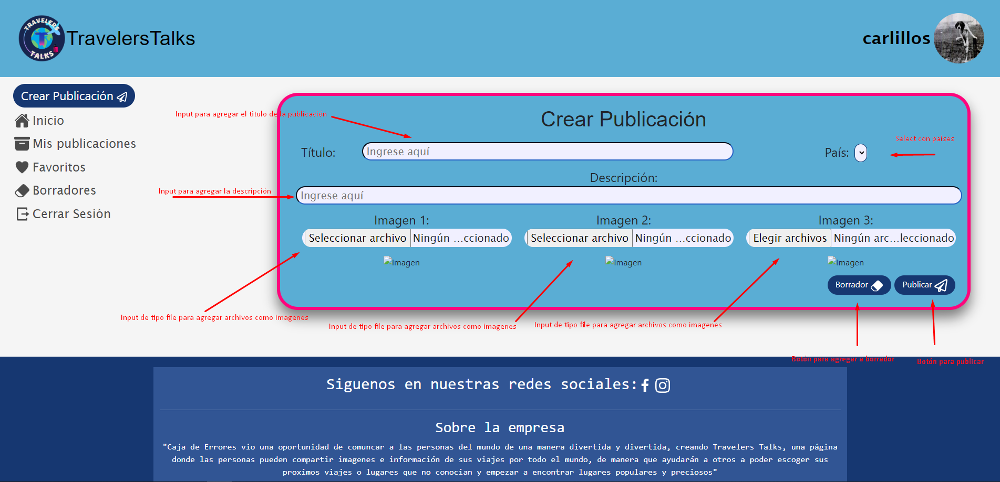 TRAVELERS
T
TALKS
TravelersTalks
carlillos
Crear Publicación
Inicio
Mis publicaciones
Favoritos
Borradores
Cerrar Sesión
Input para agregar el titulo de la publicación
Crear Publicación
Select con países
Título:
Ingrese aquí
País:
Descripción:
Input para agregar la descripción
Ingrese aquí
Imagen 1:
Imagen 2:
Imagen 3:
Seleccionar archivo Ningún ...ccionado
Seleccionar archivo Ningún ...ccionado
Elegir archivos Ningún arc...leccionado
Imagen
Imagen
Imagen
Borrador
Publicar
Input de tipo file para agregar archivos como imagenes
Input de tipo file para agregar archivos como imagenes
Input de tipo file para agregar archivos como imagenes
Botón para agregar a borrador
Botón para publicar
Siguenos en nuestras redes sociales:
Sobre la empresa
"Caja de Errores vio una oportunidad de comuncar a las personas del mundo de una manera divertida y divertida, creando Travelers Talks, una página
donde las personas pueden compartir imagenes e información de sus viajes por todo el mundo, de manera que ayudarán a otros a poder escoger sus
proximos viajes o lugares que no conocian y empezar a encontrar lugares populares y preciosos"